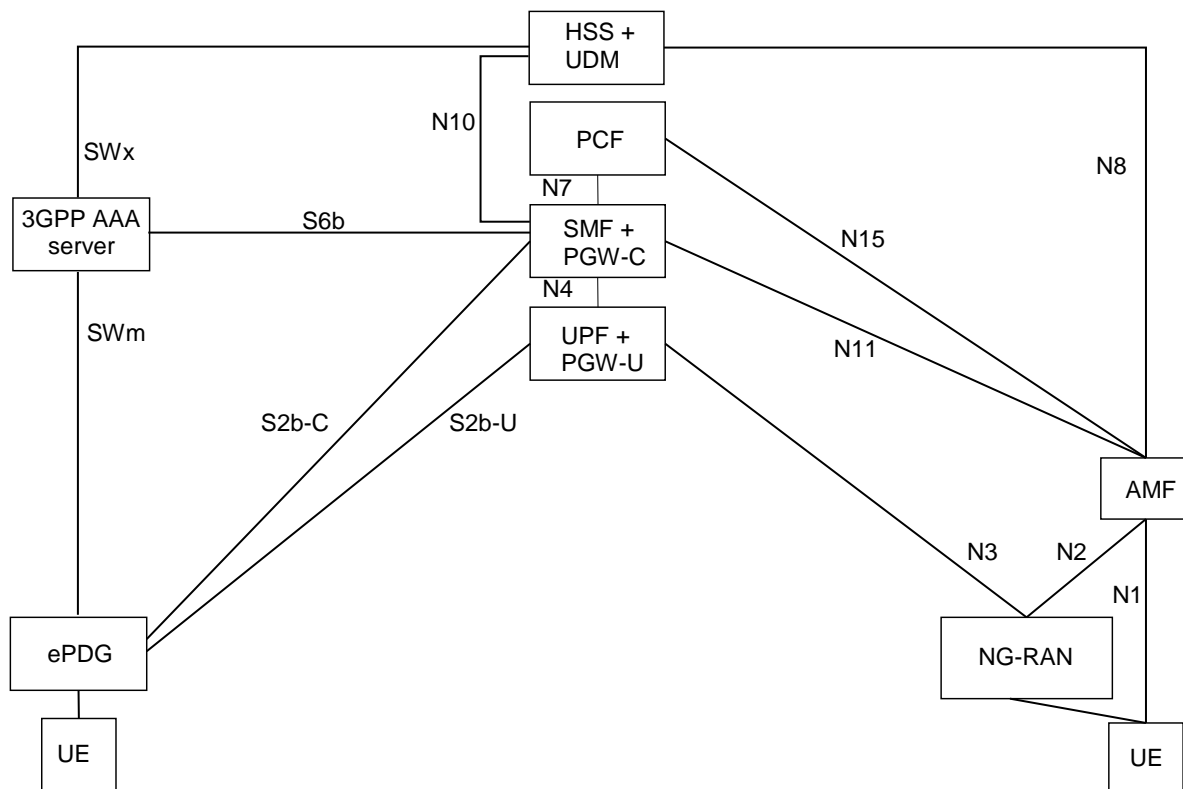 HSS +
UDM
N10
PCF
SWx
N8
N7
3GPP AAA
server
S6b
SMF +
PGW-C
N15
N4
SWm
UPF +
PGW-U
N11
S2b-C
S2b-U
AMF
N3
N2
N1
ePDG
NG-RAN
UE
UE